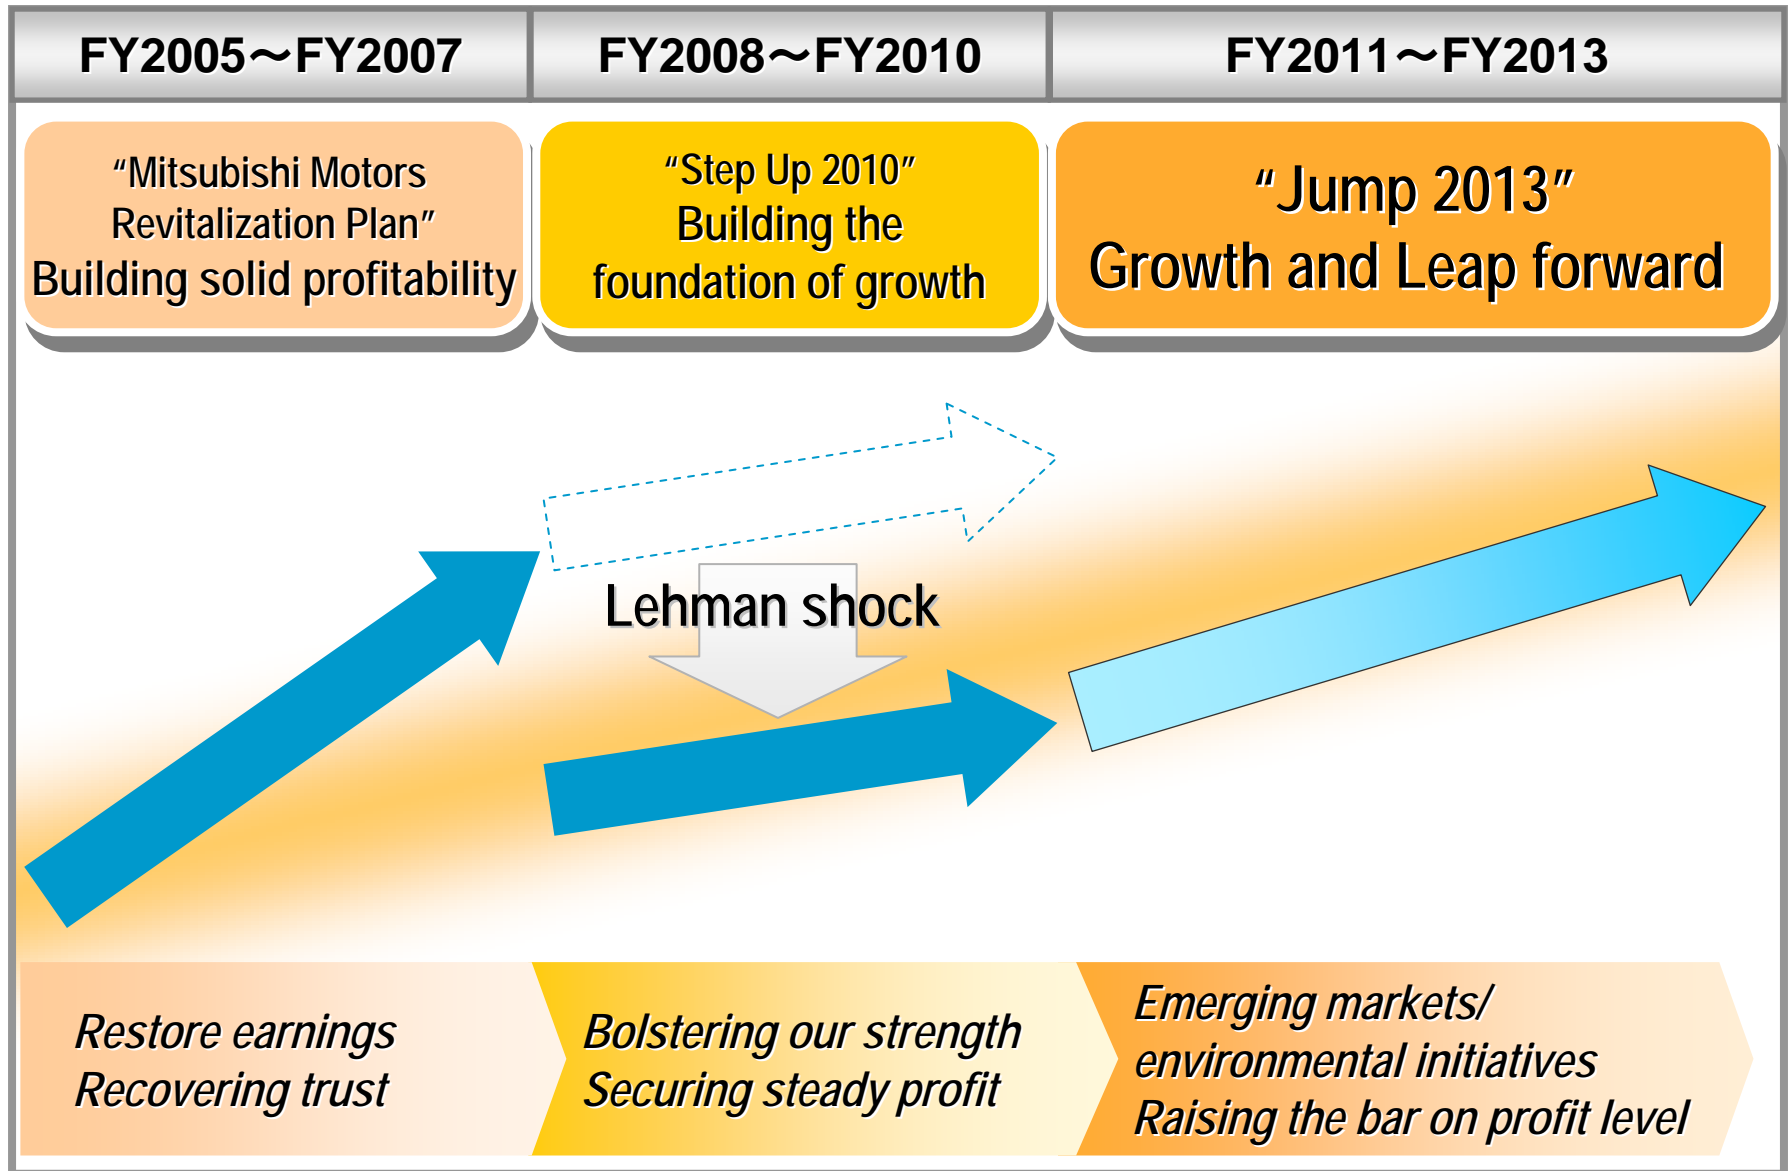 FY2005～FY2007
FY2008～FY2010
FY2011～FY2013
“Mitsubishi Motors
Revitalization Plan”
Building solid profitability
“Step Up 2010”
Building the
foundation of growth
“Jump 2013”
Growth and Leap forward
Lehman shock
Restore earnings
Recovering trust
Bolstering our strength
Securing steady profit
Emerging markets/
environmental initiatives
Raising the bar on profit level